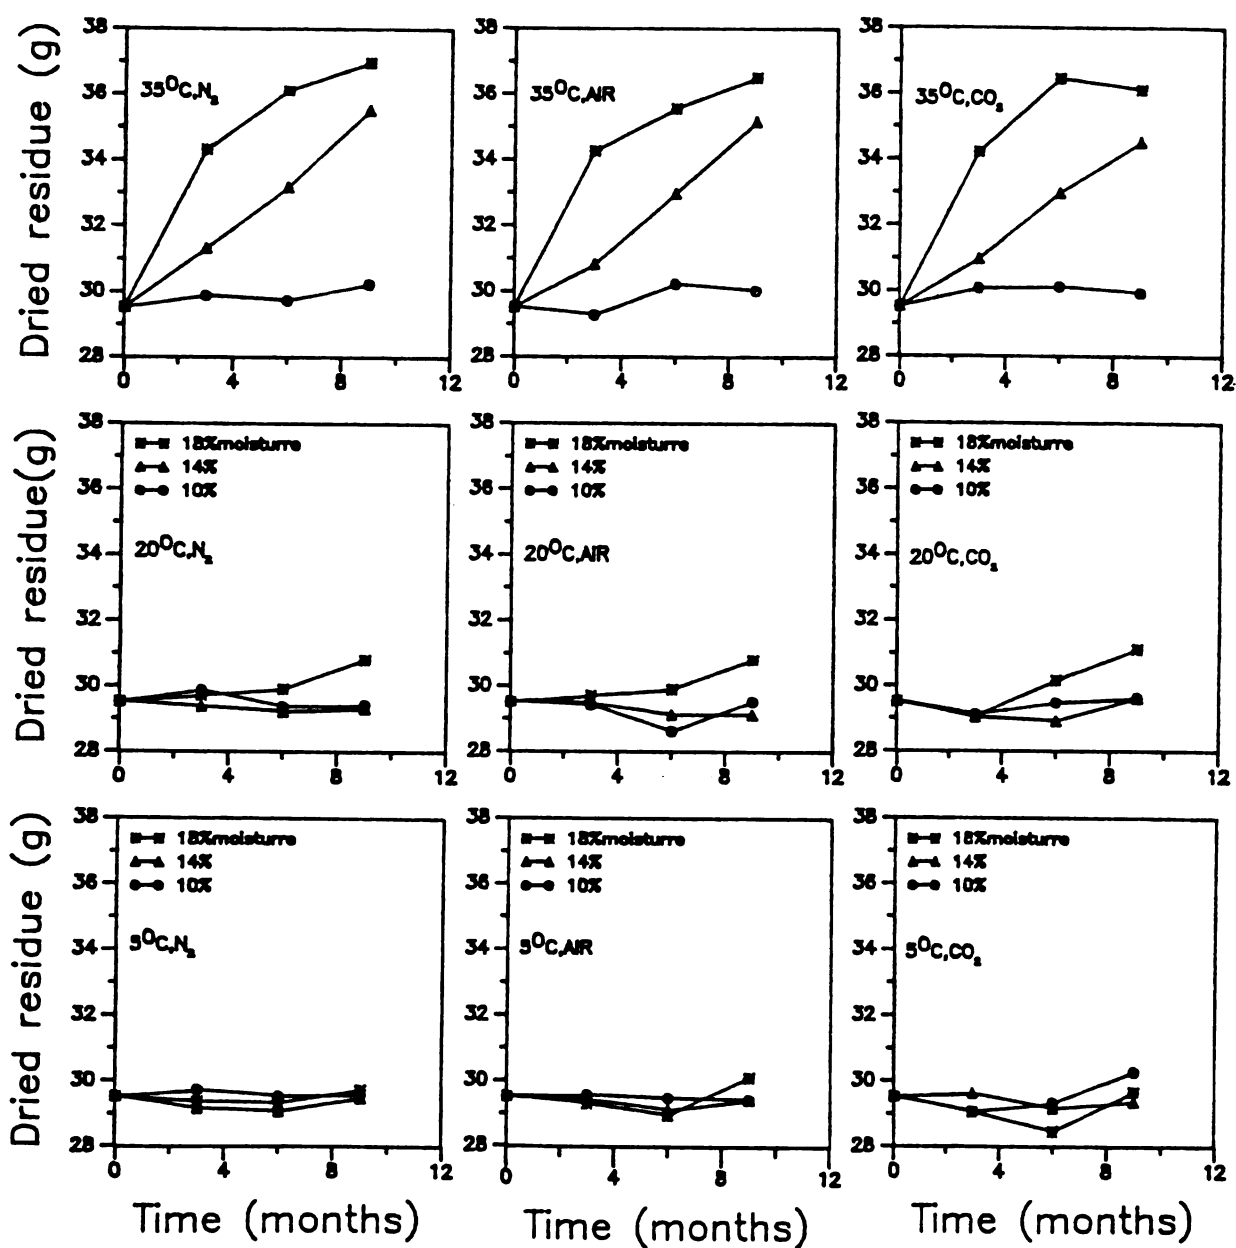 Dried residue (g)
38
36
34
32
30
28
35°C,N₂
0 4 8 12
38
36
34
32
30
28
35°C,AIR
0 4 8 12
38
36
34
32
30
28
35°C,CO₂
0 4 8 12
Dried residue(g)
38
36
34
32
30
28
18%moisturre
14%
10%
20°C,N₂
0 4 8 12
38
36
34
32
30
28
18%moisturre
14%
10%
20°C,AIR
0 4 8 12
38
36
34
32
30
28
18%moisturre
14%
10%
20°C,CO₂
0 4 8 12
Dried residue (g)
38
36
34
32
30
28
18%moisturre
14%
10%
5°C,N₂
0 4 8 12
Time (months)
38
36
34
32
30
28
18%moisturre
14%
10%
5°C,AIR
0 4 8 12
Time (months)
38
36
34
32
30
28
18%moisturre
14%
10%
5°C,CO₂
0 4 8 12
Time (months)